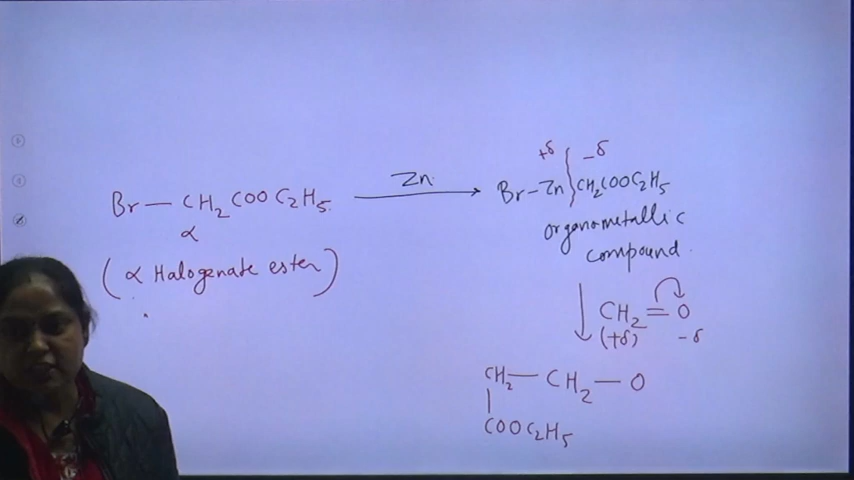 Zn
+δ -δ
Br — CH2COOC2H5 Br-Zn CH2COOC2H5
α organometallic
(α Halogenate ester) compound
CH2=O
(+δ) -δ
CH2 — CH2 — O
COOC2H5